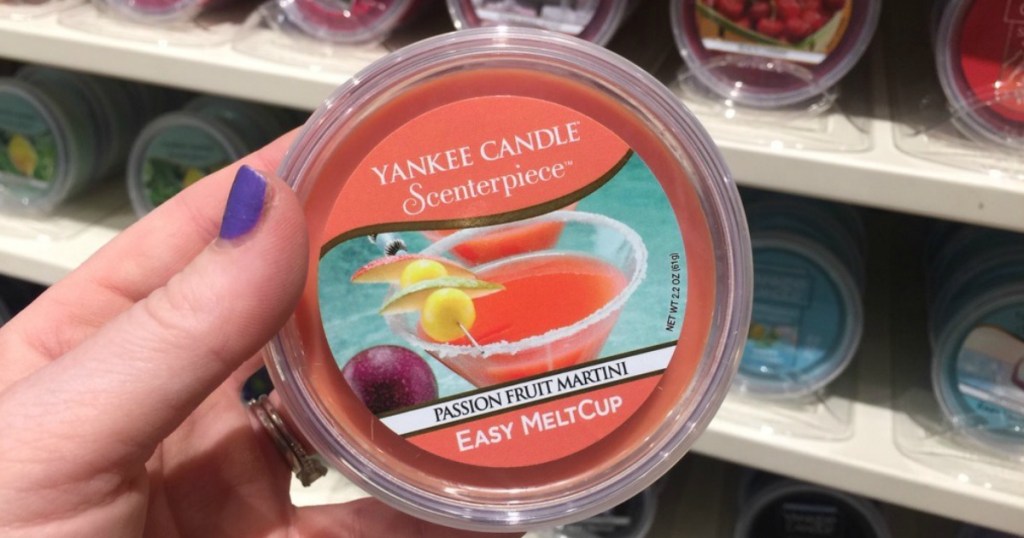 YANKEE CANDLE
Scenterpiece™
NET WT 2.2 OZ (61g)
PASSION FRUIT MARTINI
EASY MELTCUP